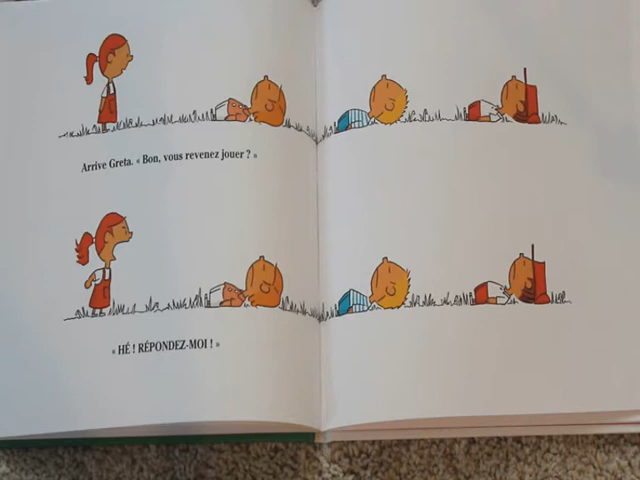 Arrive Greta. « Bon, vous revenez jouer ? »
« HÉ ! RÉPONDEZ-MOI ! »